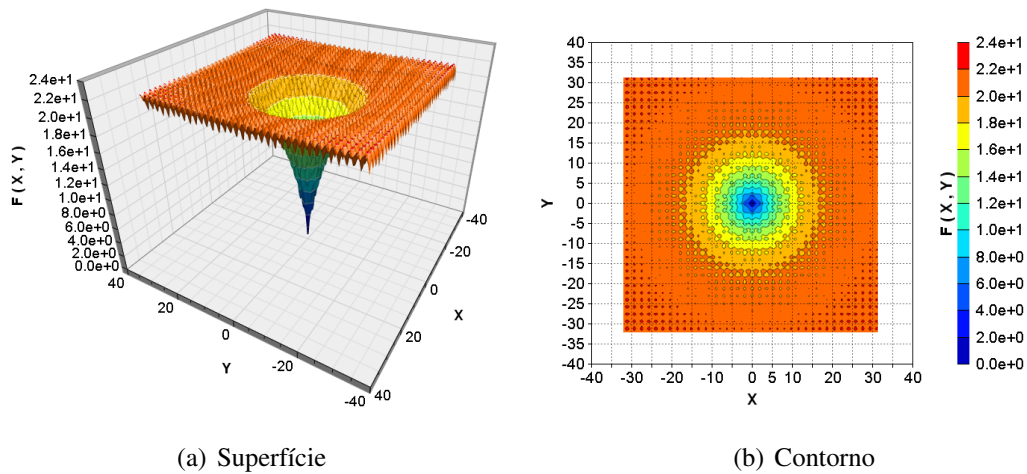 2.4e+1
2.2e+1
2.0e+1
1.8e+1
1.6e+1
1.4e+1
1.2e+1
1.0e+1
8.0e+0
6.0e+0
4.0e+0
2.0e+0
0.0e+0
F ( X , Y )
40
20
0
-20
-40
Y
-40
-20
0
20
40
X
40
35
30
25
20
15
10
5
0
-5
-10
-15
-20
-25
-30
-35
-40
Y
-40 -30 -20 -10 0 5 10 20 30 40
X
F ( X , Y )
2.4e+1
2.2e+1
2.0e+1
1.8e+1
1.6e+1
1.4e+1
1.2e+1
1.0e+1
8.0e+0
6.0e+0
4.0e+0
2.0e+0
0.0e+0
(a) Superfície
(b) Contorno